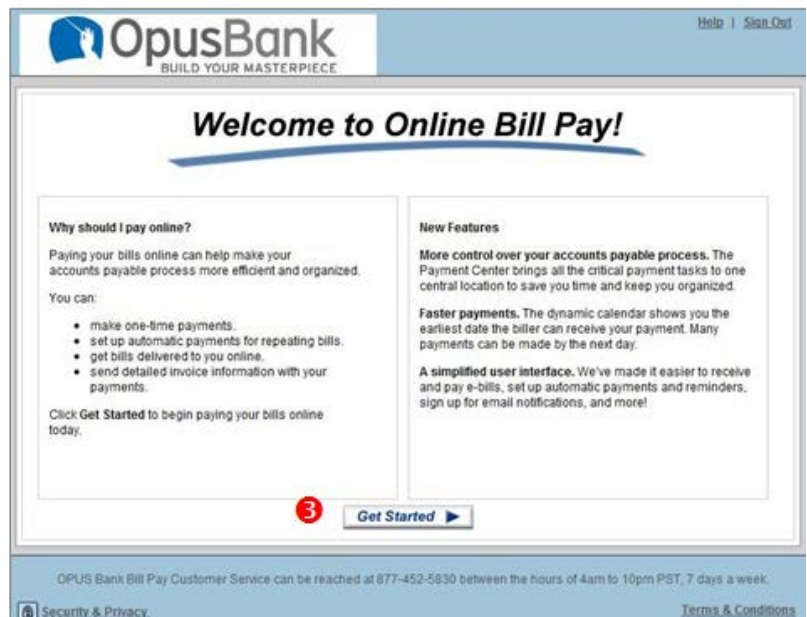 OpusBank
BUILD YOUR MASTERPIECE
Help | Sign Out
Welcome to Online Bill Pay!
Why should I pay online?
Paying your bills online can help make your
accounts payable process more efficient and organized.
You can:
• make one-time payments.
• set up automatic payments for repeating bills.
• get bills delivered to you online.
• send detailed invoice information with your
payments.
Click Get Started to begin paying your bills online
today.
New Features
More control over your accounts payable process. The
Payment Center brings all the critical payment tasks to one
central location to save you time and keep you organized.
Faster payments. The dynamic calendar shows you the
earliest date the biller can receive your payment. Many
payments can be made by the next day.
A simplified user interface. We've made it easier to receive
and pay e-bills, set up automatic payments and reminders,
sign up for email notifications, and more!
3
Get Started
OPUS Bank Bill Pay Customer Service can be reached at 877-452-5830 between the hours of 4am to 10pm PST, 7 days a week.
Security & Privacy
Terms & Conditions